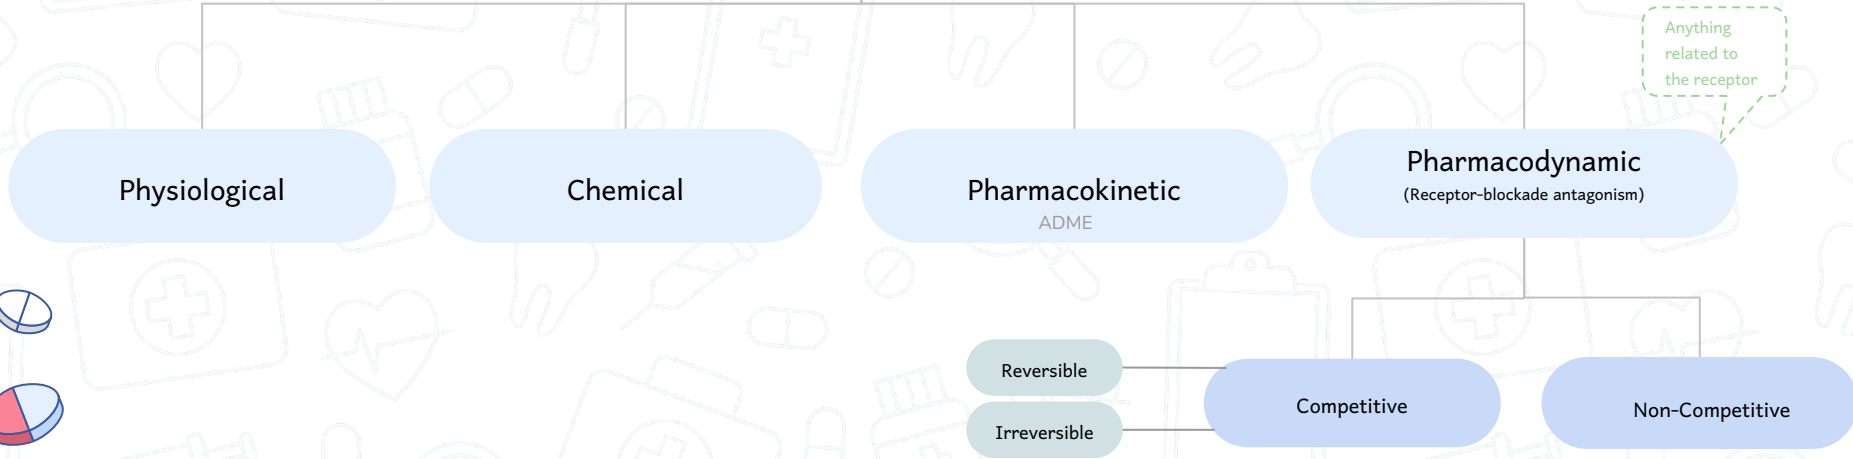 Anything
related to
the receptor
Physiological
Chemical
Pharmacokinetic
ADME
Pharmacodynamic
(Receptor-blockade antagonism)
Reversible
Irreversible
Competitive
Non-Competitive